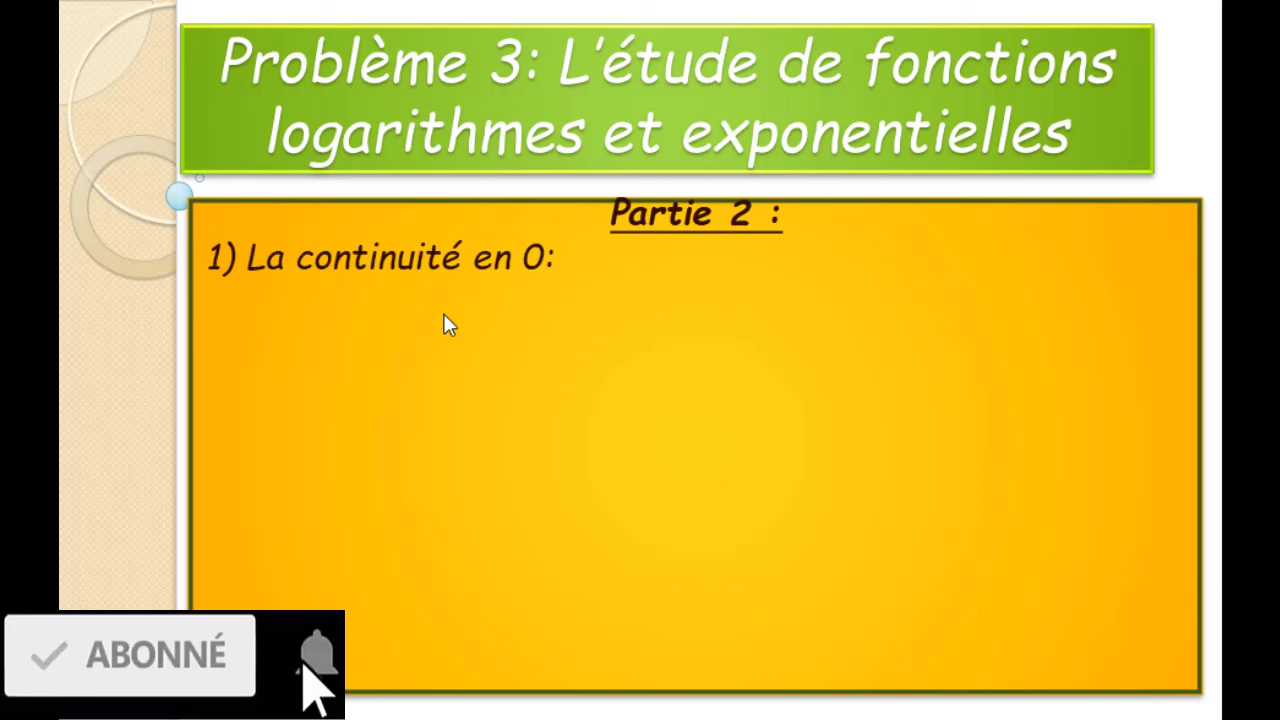 Problème 3: L'étude de fonctions
logarithmes et exponentielles
Partie 2 :
1) La continuité en 0:
ABONNÉ